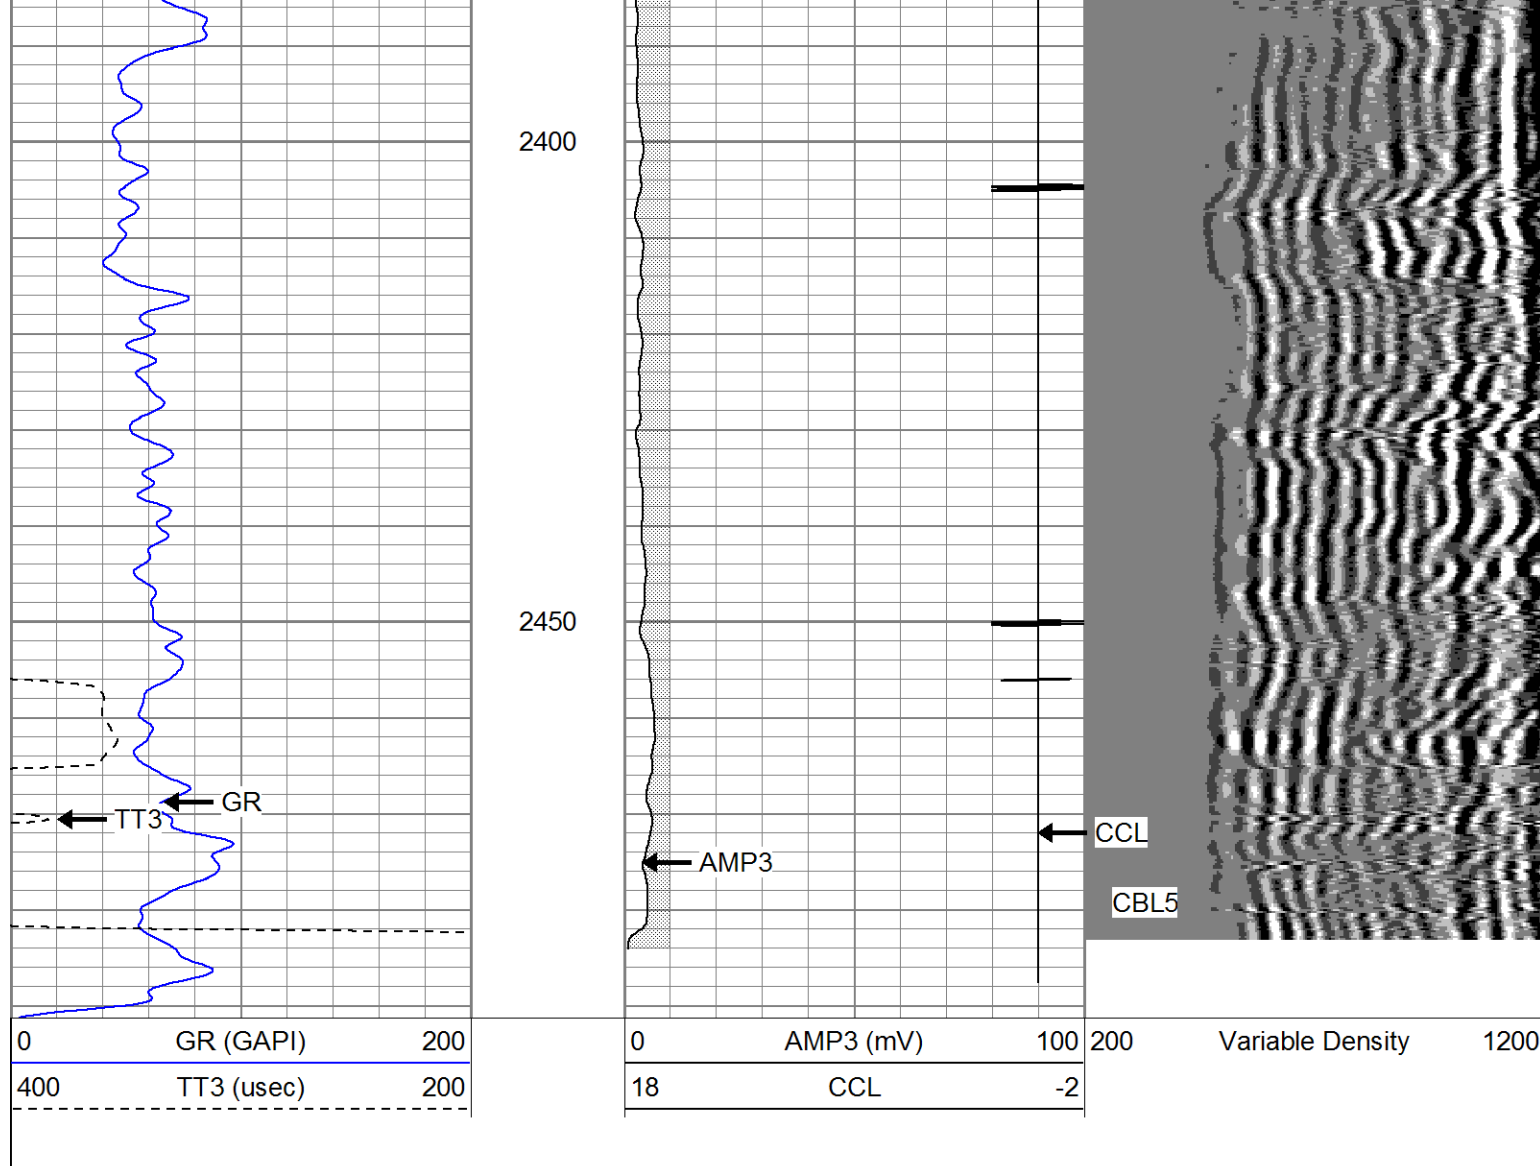 2400
2450
GR
TT3
CCL
AMP3
CBL5
0 GR (GAPI) 200 0 AMP3 (mV) 100 200 Variable Density 1200
400 TT3 (usec) 200 18 CCL -2